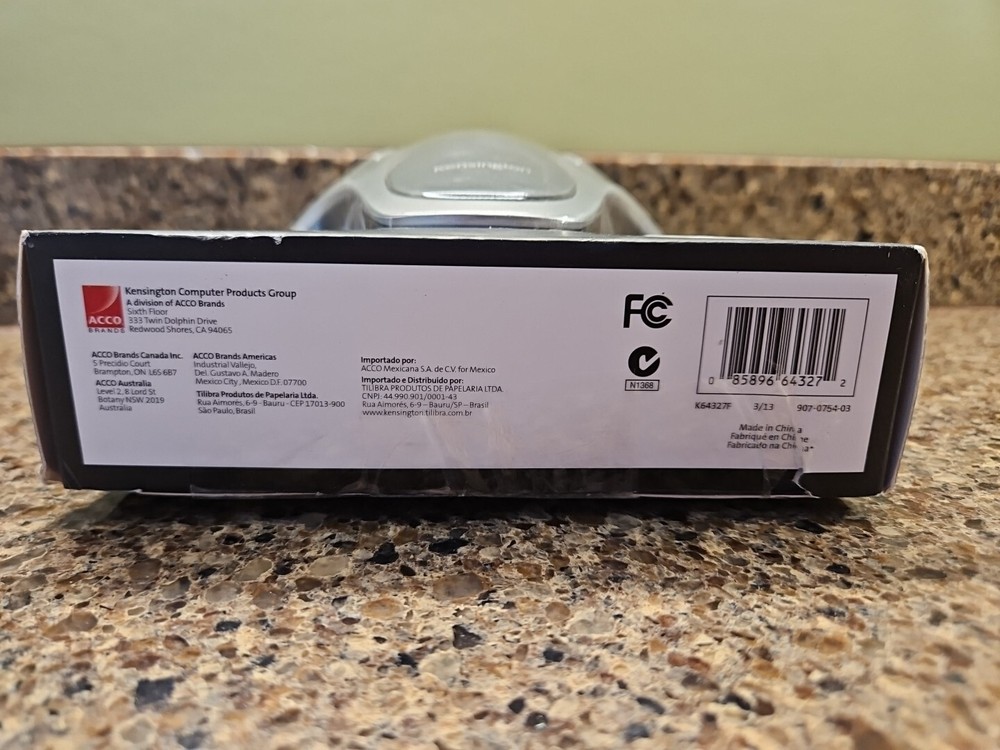 Kensington
Kensington Computer Products Group
A division of ACCO Brands
Sixth Floor
333 Twin Dolphin Drive
Redwood Shores, CA 94065
ACCO
BRANDS
ACCO Brands Canada Inc.
5 Precidio Court
Brampton, ON L6S 6B7
ACCO Australia
Level 2, 8 Lord St.
Botany NSW 2019
Australia
ACCO Brands Americas
Industrial Vallejo,
Del. Gustavo A. Madero
Mexico City, Mexico D.F. 07700
Tilibra Produtos de Papelaria Ltda.
Rua Aimorés, 6-9 - Bauru - CEP 17013-900
São Paulo, Brasil
Importado por:
ACCO Mexicana S.A. de C.V. for Mexico
Importado e Distribuído por:
TILIBRA PRODUTOS DE PAPELARIA LTDA.
CNPJ: 44.990.901/0001-43
Rua Aimorés, 6-9 – Bauru/SP – Brasil
www.kensington.tilibra.com.br
FC
N1368
0 85896 64327 2
K64327F 3/13 907-0754-03
Made in China
Fabriqué en Chine
Fabricado na China*